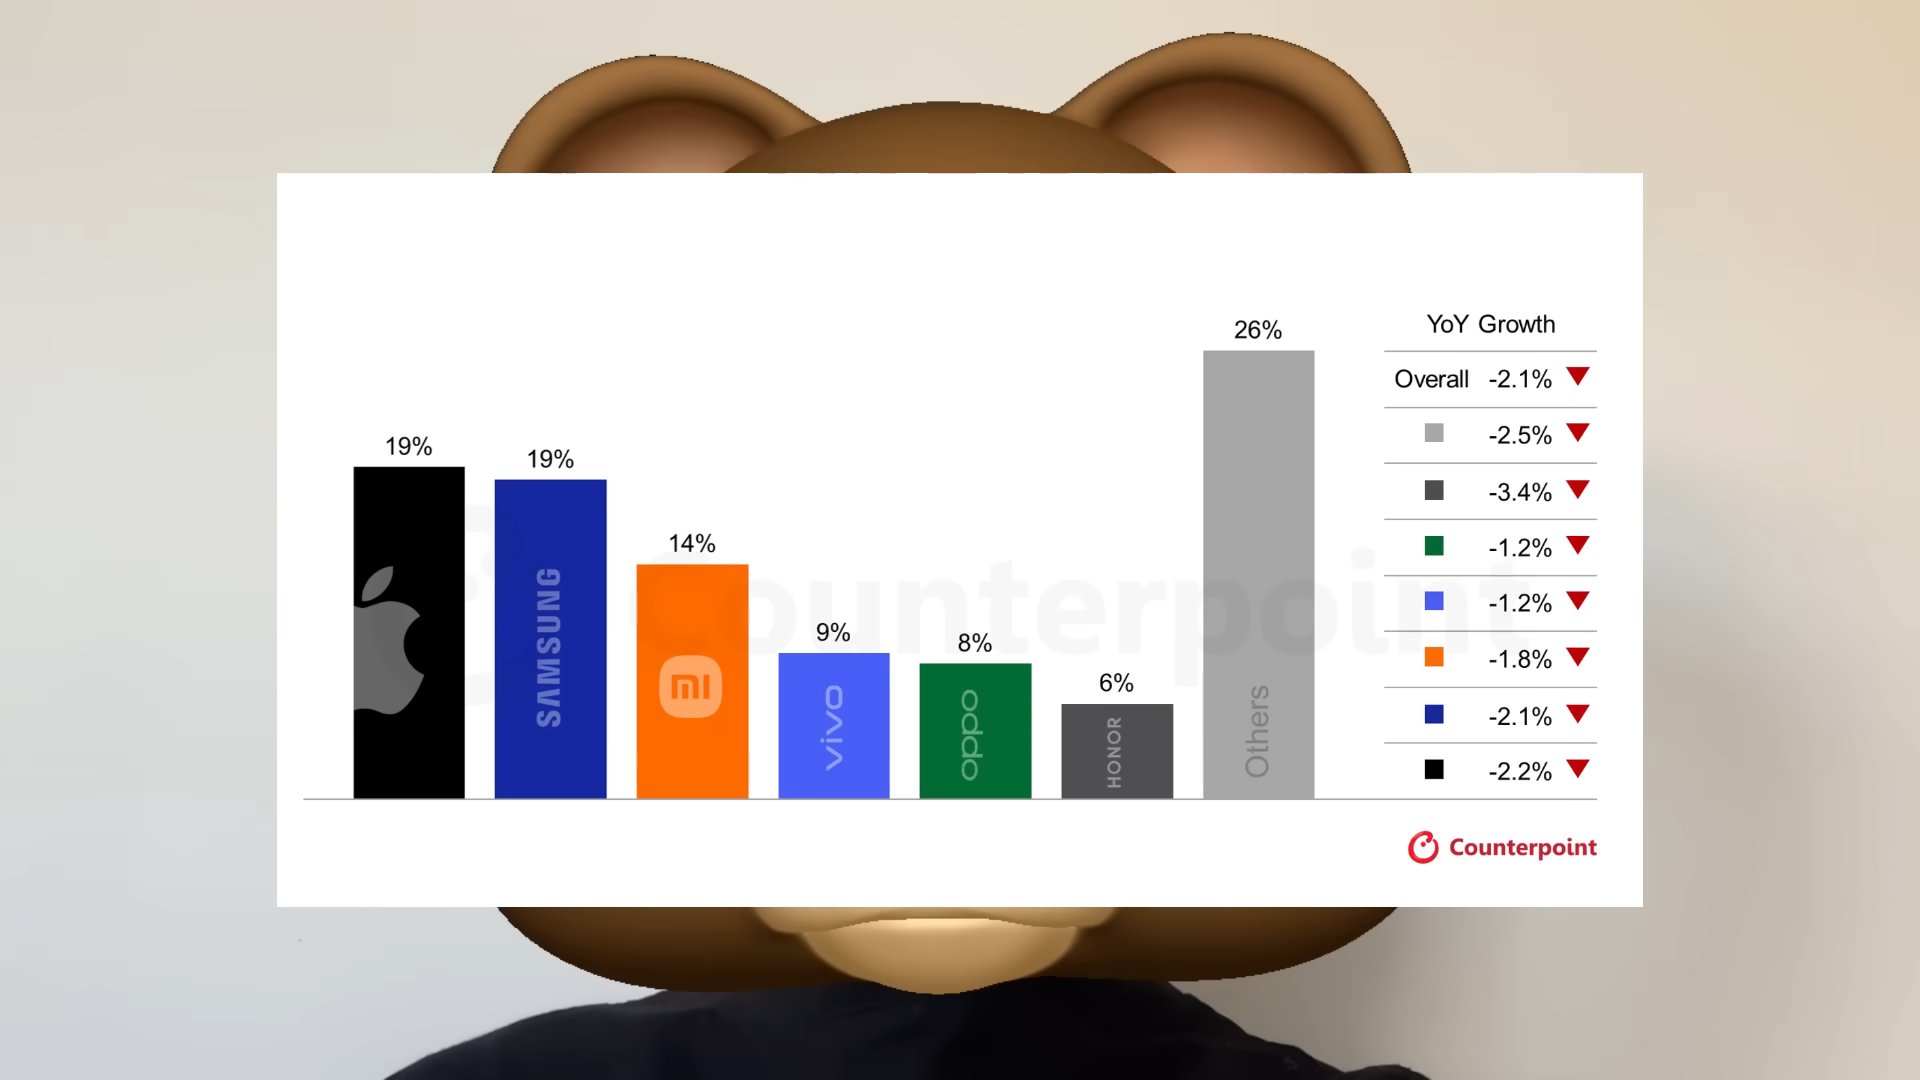 26%
19%
19%
14%
9%
8%
6%
SAMSUNG
mi
vivo
oppo
HONOR
Others
YoY Growth
Overall -2.1%
-2.5%
-3.4%
-1.2%
-1.2%
-1.8%
-2.1%
-2.2%
Counterpoint
Counterpoint